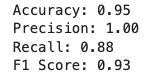 Accuracy: 0.95
Precision: 1.00
Recall: 0.88
F1 Score: 0.93